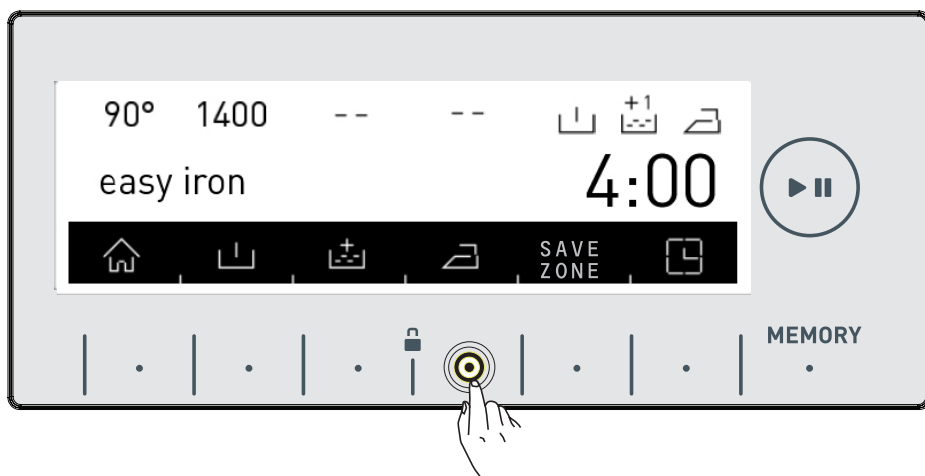 90° 1400 -- --
+1
easy iron
4:00
SAVE
ZONE
MEMORY